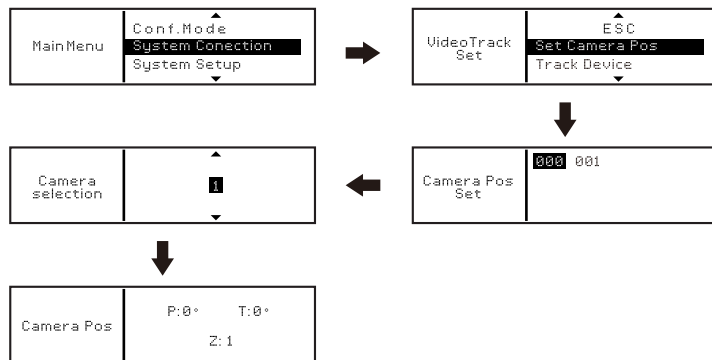 Main Menu
Conf.Mode
System Conection
System Setup
VideoTrack
Set
ESC
Set Camera Pos
Track Device
Camera Pos
Set
000 001
Camera
selection
1
Camera Pos
P:0° T:0°
Z:1